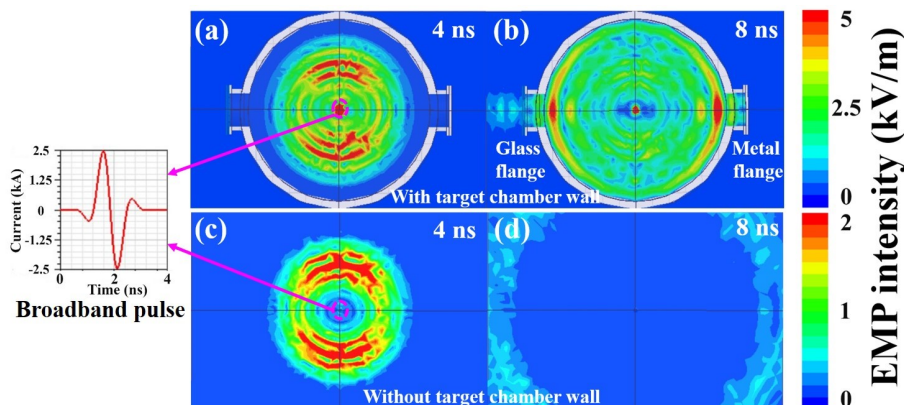 (a)
4 ns
(b)
8 ns
Glass
flange
Metal
flange
With target chamber wall
5
2.5
0
EMP intensity (kV/m)
2.5
1.25
0
-1.25
-2.5
Current (kA)
0
2
4
Time (ns)
Broadband pulse
(c)
4 ns
(d)
8 ns
Without target chamber wall
2
1
0